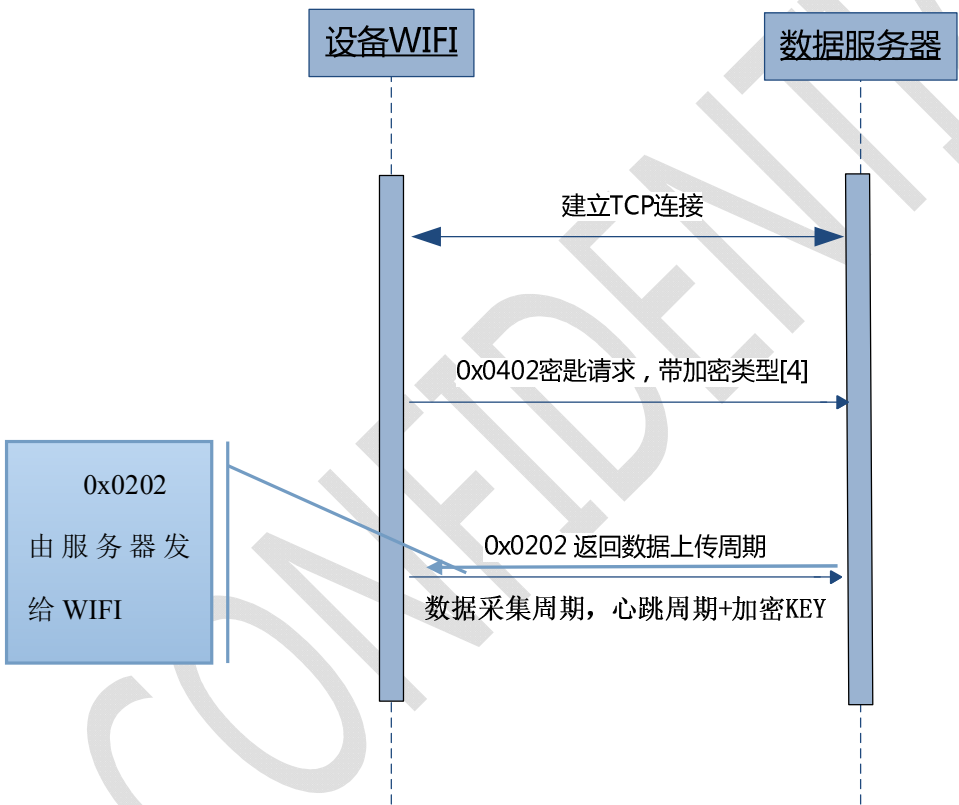 设备WIFI
数据服务器
建立TCP连接
0x0402密匙请求，带加密类型[4]
0x0202
由服务器发
给 WIFI
0x0202 返回数据上传周期
数据采集周期，心跳周期+加密KEY
CONFIDENTI